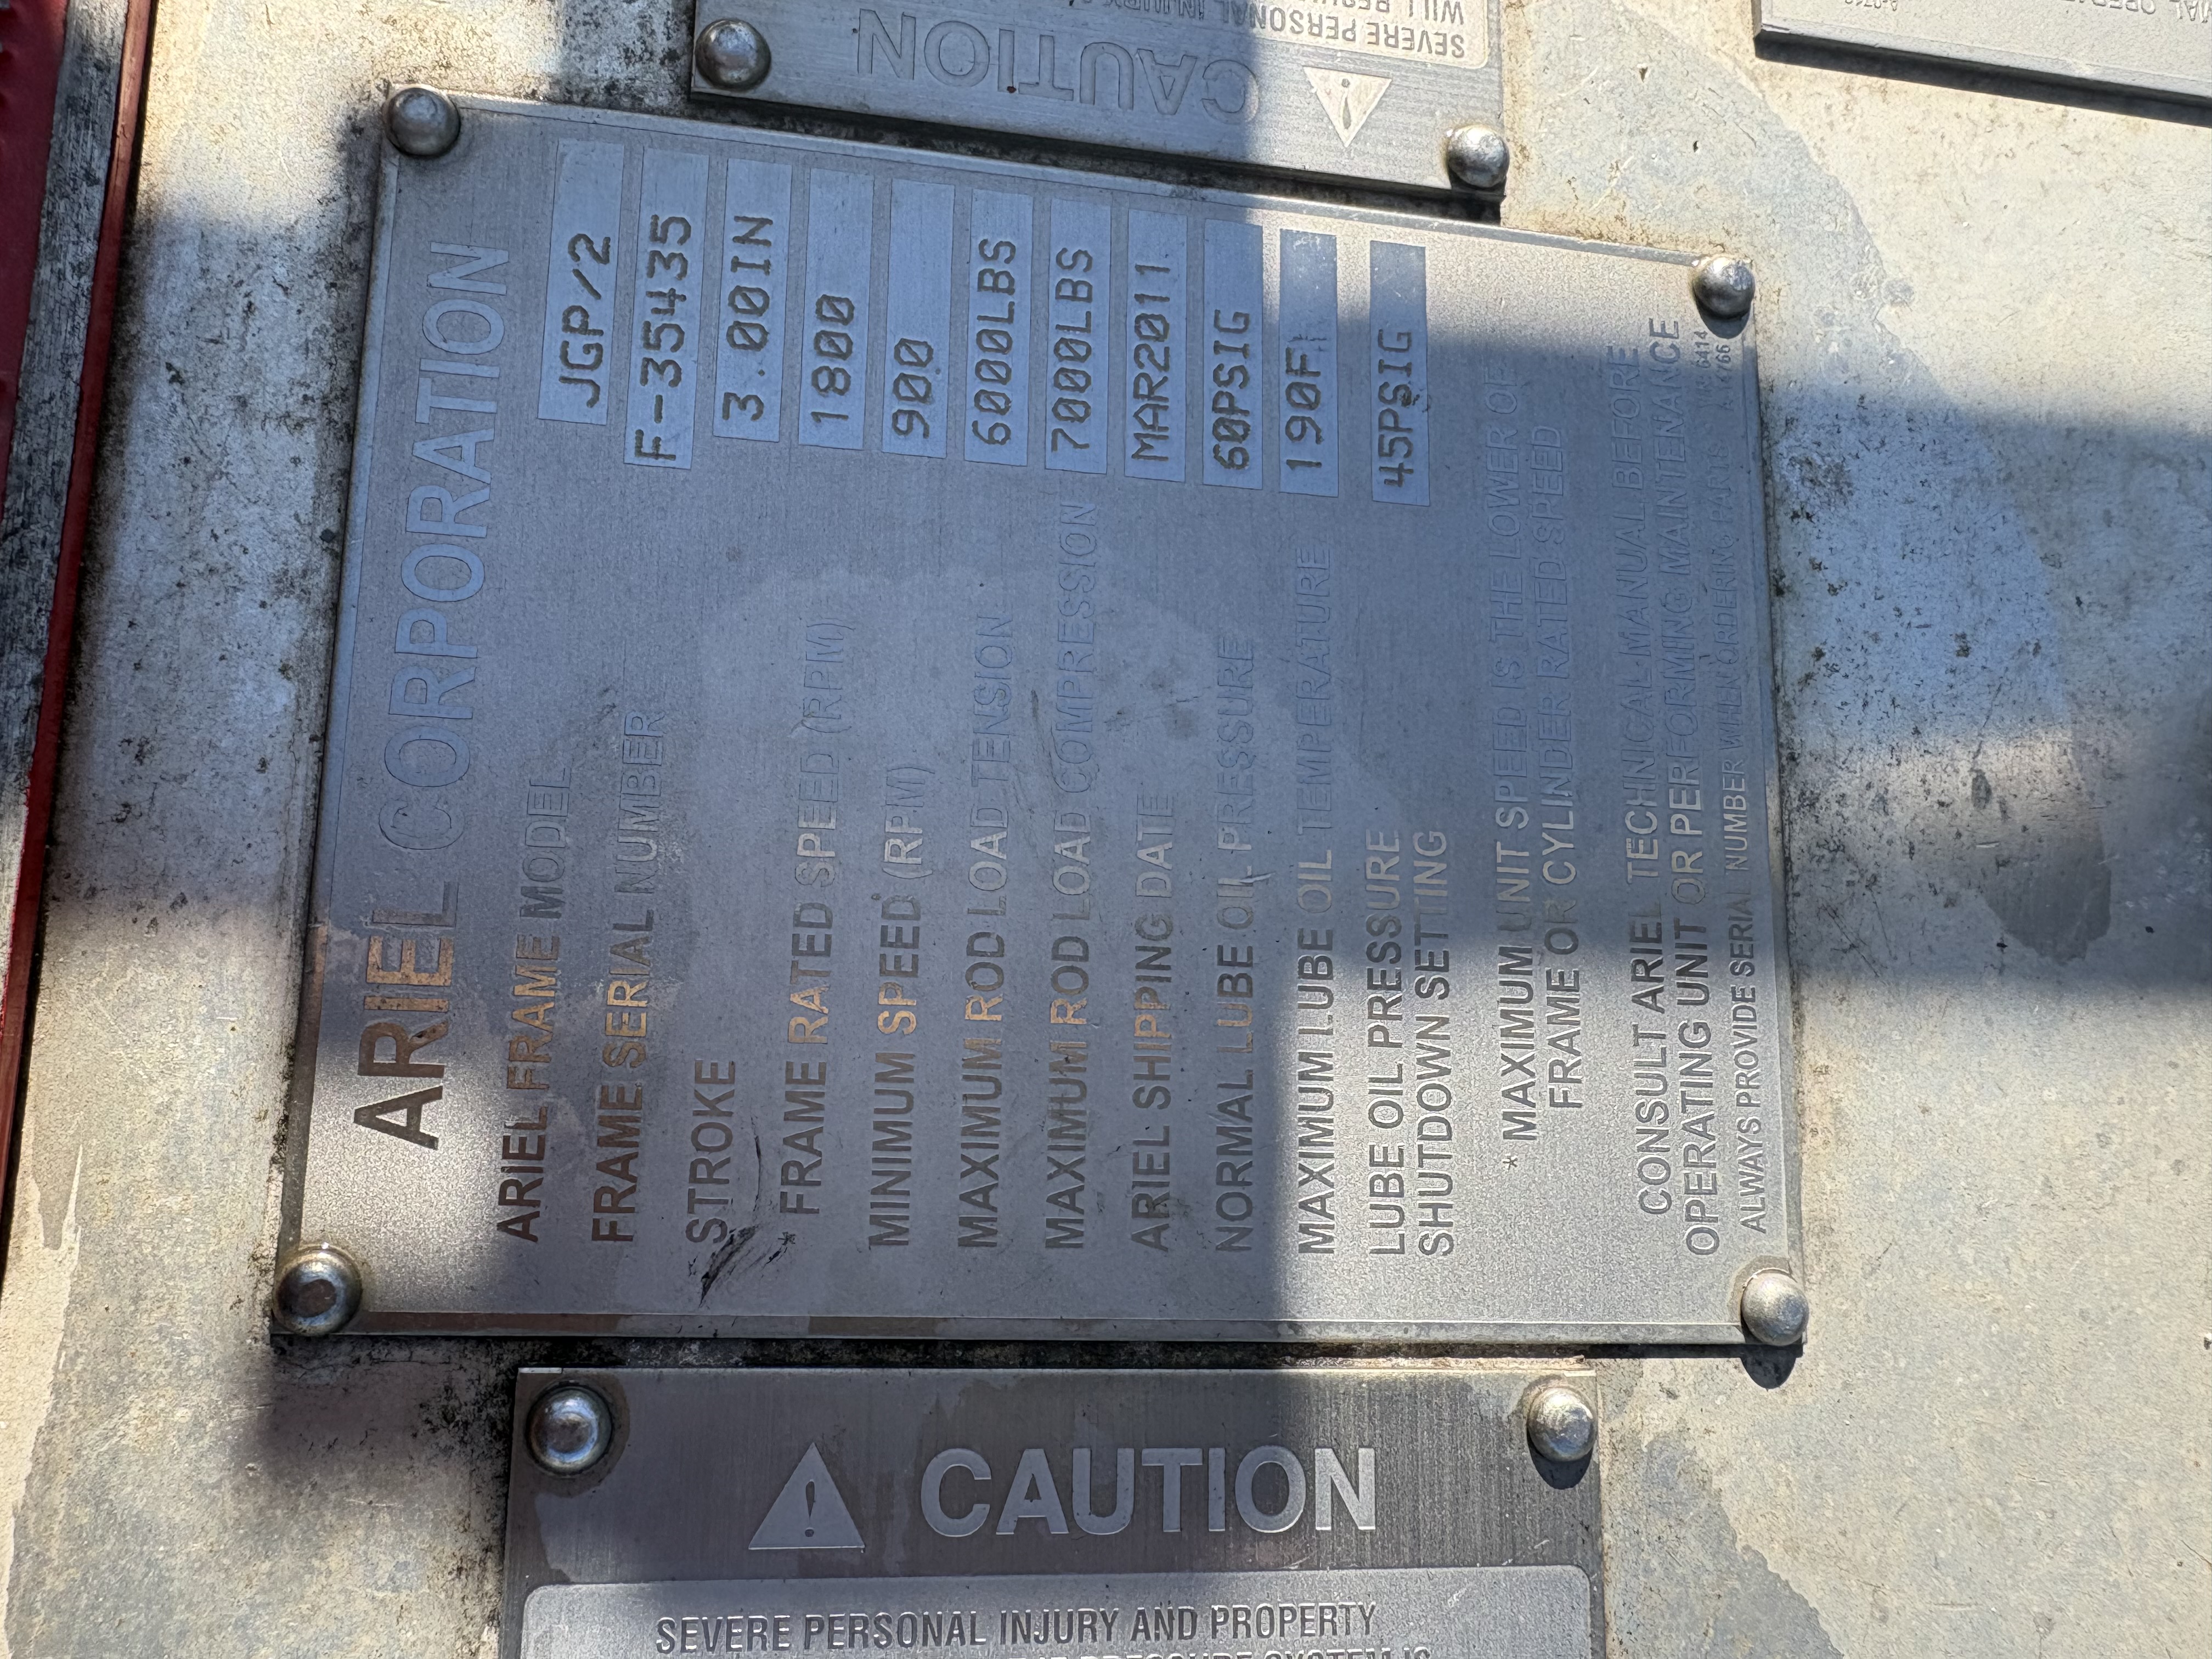 ARIEL CORPORATION
ARIEL FRAME MODEL JGP/2
FRAME SERIAL NUMBER F-35435
STROKE 3.00IN
* FRAME RATED SPEED (RPM) 1800
MINIMUM SPEED (RPM) 900
MAXIMUM ROD LOAD TENSION 6000LBS
MAXIMUM ROD LOAD COMPRESSION 7000LBS
ARIEL SHIPPING DATE MAR2011
NORMAL LUBE OIL PRESSURE 60PSIG
MAXIMUM LUBE OIL TEMPERATURE 190F
LUBE OIL PRESSURE
SHUTDOWN SETTING 45PSIG
* MAXIMUM UNIT SPEED IS THE LOWER OF
FRAME OR CYLINDER RATED SPEED
CONSULT ARIEL TECHNICAL MANUAL BEFORE
OPERATING UNIT OR PERFORMING MAINTENANCE
ALWAYS PROVIDE SERIAL NUMBER WHEN ORDERING PARTS
CAUTION
SEVERE PERSONAL INJURY
WILL
CAUTION
SEVERE PERSONAL INJURY AND PROPERTY
PRESSURE SYSTEM IS